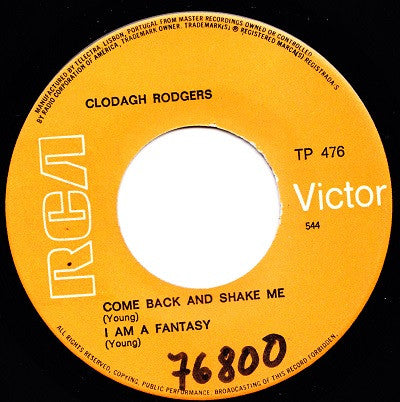 MANUFACTURED BY TELECTRA, LISBON, PORTUGAL FROM MASTER RECORDINGS OWNED OR CONTROLLED
BY RADIO CORPORATION OF AMERICA, TRADEMARK OWNER. TRADEMARK(S) ® REGISTERED MARCA(S) REGISTRADA'S
CLODAGH RODGERS
RCA
TP 476
Victor
544
COME BACK AND SHAKE ME
(Young)
I AM A FANTASY
(Young)
76800
ALL RIGHTS RESERVED, COPYING, PUBLIC PERFORMANCE, BROADCASTING OF THIS RECORD FORBIDDEN.